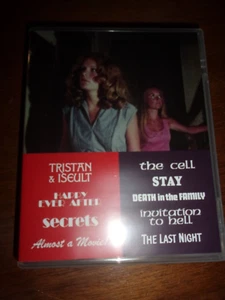 TRISTAN
& ISEULT
HAPPY
EVER AFTER
secrets
Almost a Movie
the cell
STAY
DEATH in the FAMILY
invitation
to hell
THE LAST NIGHT